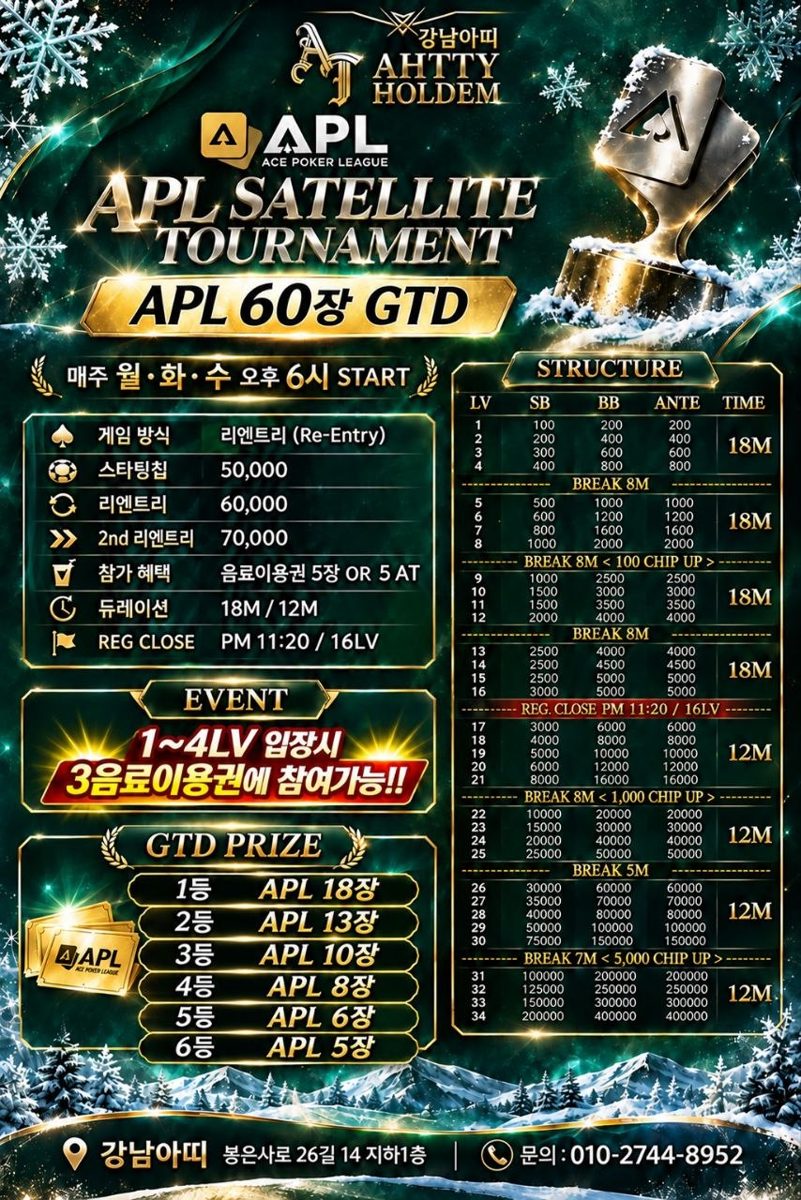 강남아띠
AHTTY
HOLDEM
APL
ACE POKER LEAGUE
APL SATELLITE
TOURNAMENT
APL 60장 GTD
매주 월·화·수 오후 6시 START
게임 방식 리엔트리 (Re-Entry)
스타팅칩 50,000
리엔트리 60,000
2nd 리엔트리 70,000
참가 혜택 음료이용권 5장 OR 5 AT
듀레이션 18M / 12M
REG CLOSE PM 11:20 / 16LV
EVENT
1~4LV 입장시
3음료이용권에 참여가능!!
GTD PRIZE
APL
ACE POKER LEAGUE
1등 APL 18장
2등 APL 13장
3등 APL 10장
4등 APL 8장
5등 APL 6장
6등 APL 5장
STRUCTURE
LV SB BB ANTE TIME
1 100 200 200
2 200 400 400
3 300 600 600
4 400 800 800
18M
BREAK 8M
5 500 1000 1000
6 600 1200 1200
7 800 1600 1600
8 1000 2000 2000
18M
BREAK 8M < 100 CHIP UP >
9 1000 2500 2500
10 1500 3000 3000
11 1500 3500 3500
12 2000 4000 4000
18M
BREAK 8M
13 2500 4000 4000
14 2500 4500 4500
15 2500 5000 5000
16 3000 5000 5000
18M
REG. CLOSE PM 11:20 / 16LV
17 3000 6000 6000
18 4000 8000 8000
19 5000 10000 10000
20 6000 12000 12000
21 8000 16000 16000
12M
BREAK 8M < 1,000 CHIP UP >
22 10000 20000 20000
23 15000 30000 30000
24 20000 40000 40000
25 25000 50000 50000
12M
BREAK 5M
26 30000 60000 60000
27 35000 70000 70000
28 40000 80000 80000
29 50000 100000 100000
30 75000 150000 150000
12M
BREAK 7M < 5,000 CHIP UP >
31 100000 200000 200000
32 125000 250000 250000
33 150000 300000 300000
34 200000 400000 400000
12M
강남아띠 봉은사로 26길 14 지하1층 | 문의 : 010-2744-8952